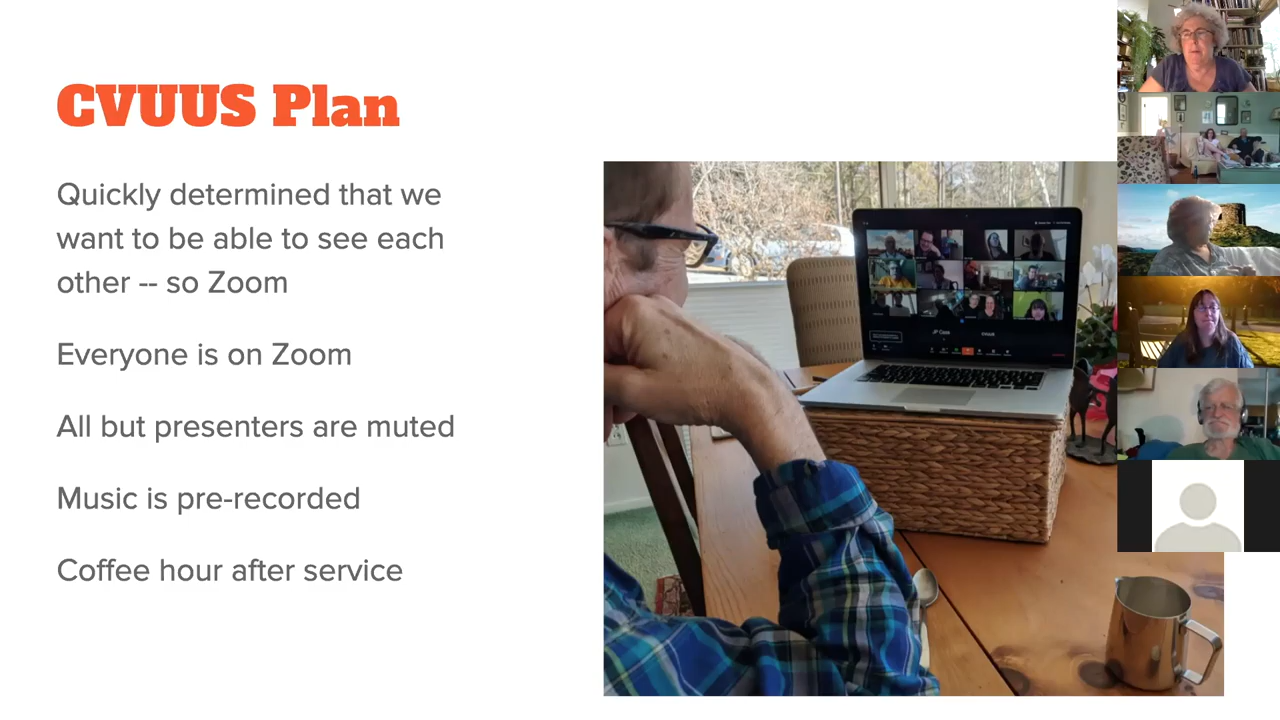 CVUUS Plan
Quickly determined that we
want to be able to see each
other -- so Zoom
Everyone is on Zoom
All but presenters are muted
Music is pre-recorded
Coffee hour after service